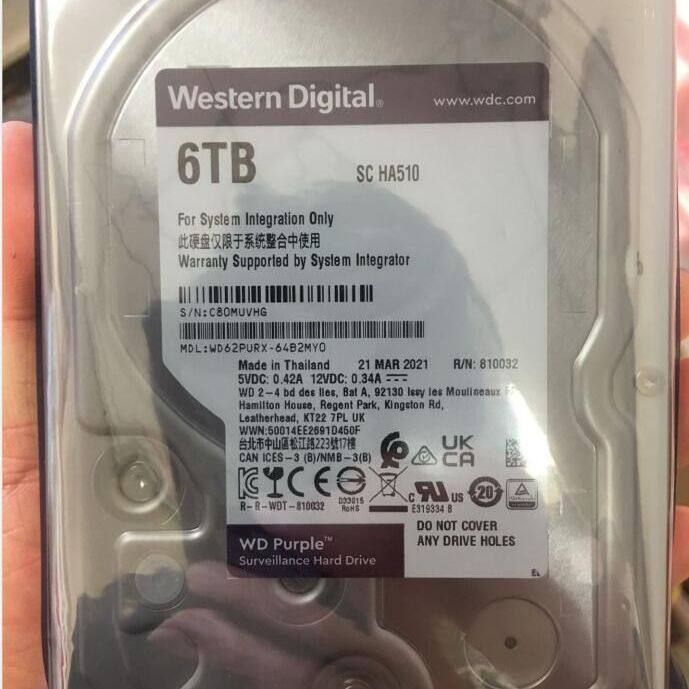 Western Digital® www.wdc.com
6TB SC HA510
For System Integration Only
此硬盘仅限于系统整合中使用
Warranty Supported by System Integrator
S/N:C80MUVHG
MDL:WD62PURX-64B2MY0
Made in Thailand 21 MAR 2021 R/N: 810032
5VDC: 0.42A 12VDC: 0.34A
WD 2-4 bd des Iles, Bat A, 92130 Issy les Moulineaux
Hamilton House, Regent Park, Kingston Rd,
Leatherhead, KT22 7PL UK
WWN:50014EE2691D450F
台北市中山區松江路223號17樓
CAN ICES-3 (B)/NMB-3(B)
UK
CA
CE
C US
20
R-R-WDT-810032
D33015
RoHS
E319334 B
WD Purple™
Surveillance Hard Drive
DO NOT COVER
ANY DRIVE HOLES